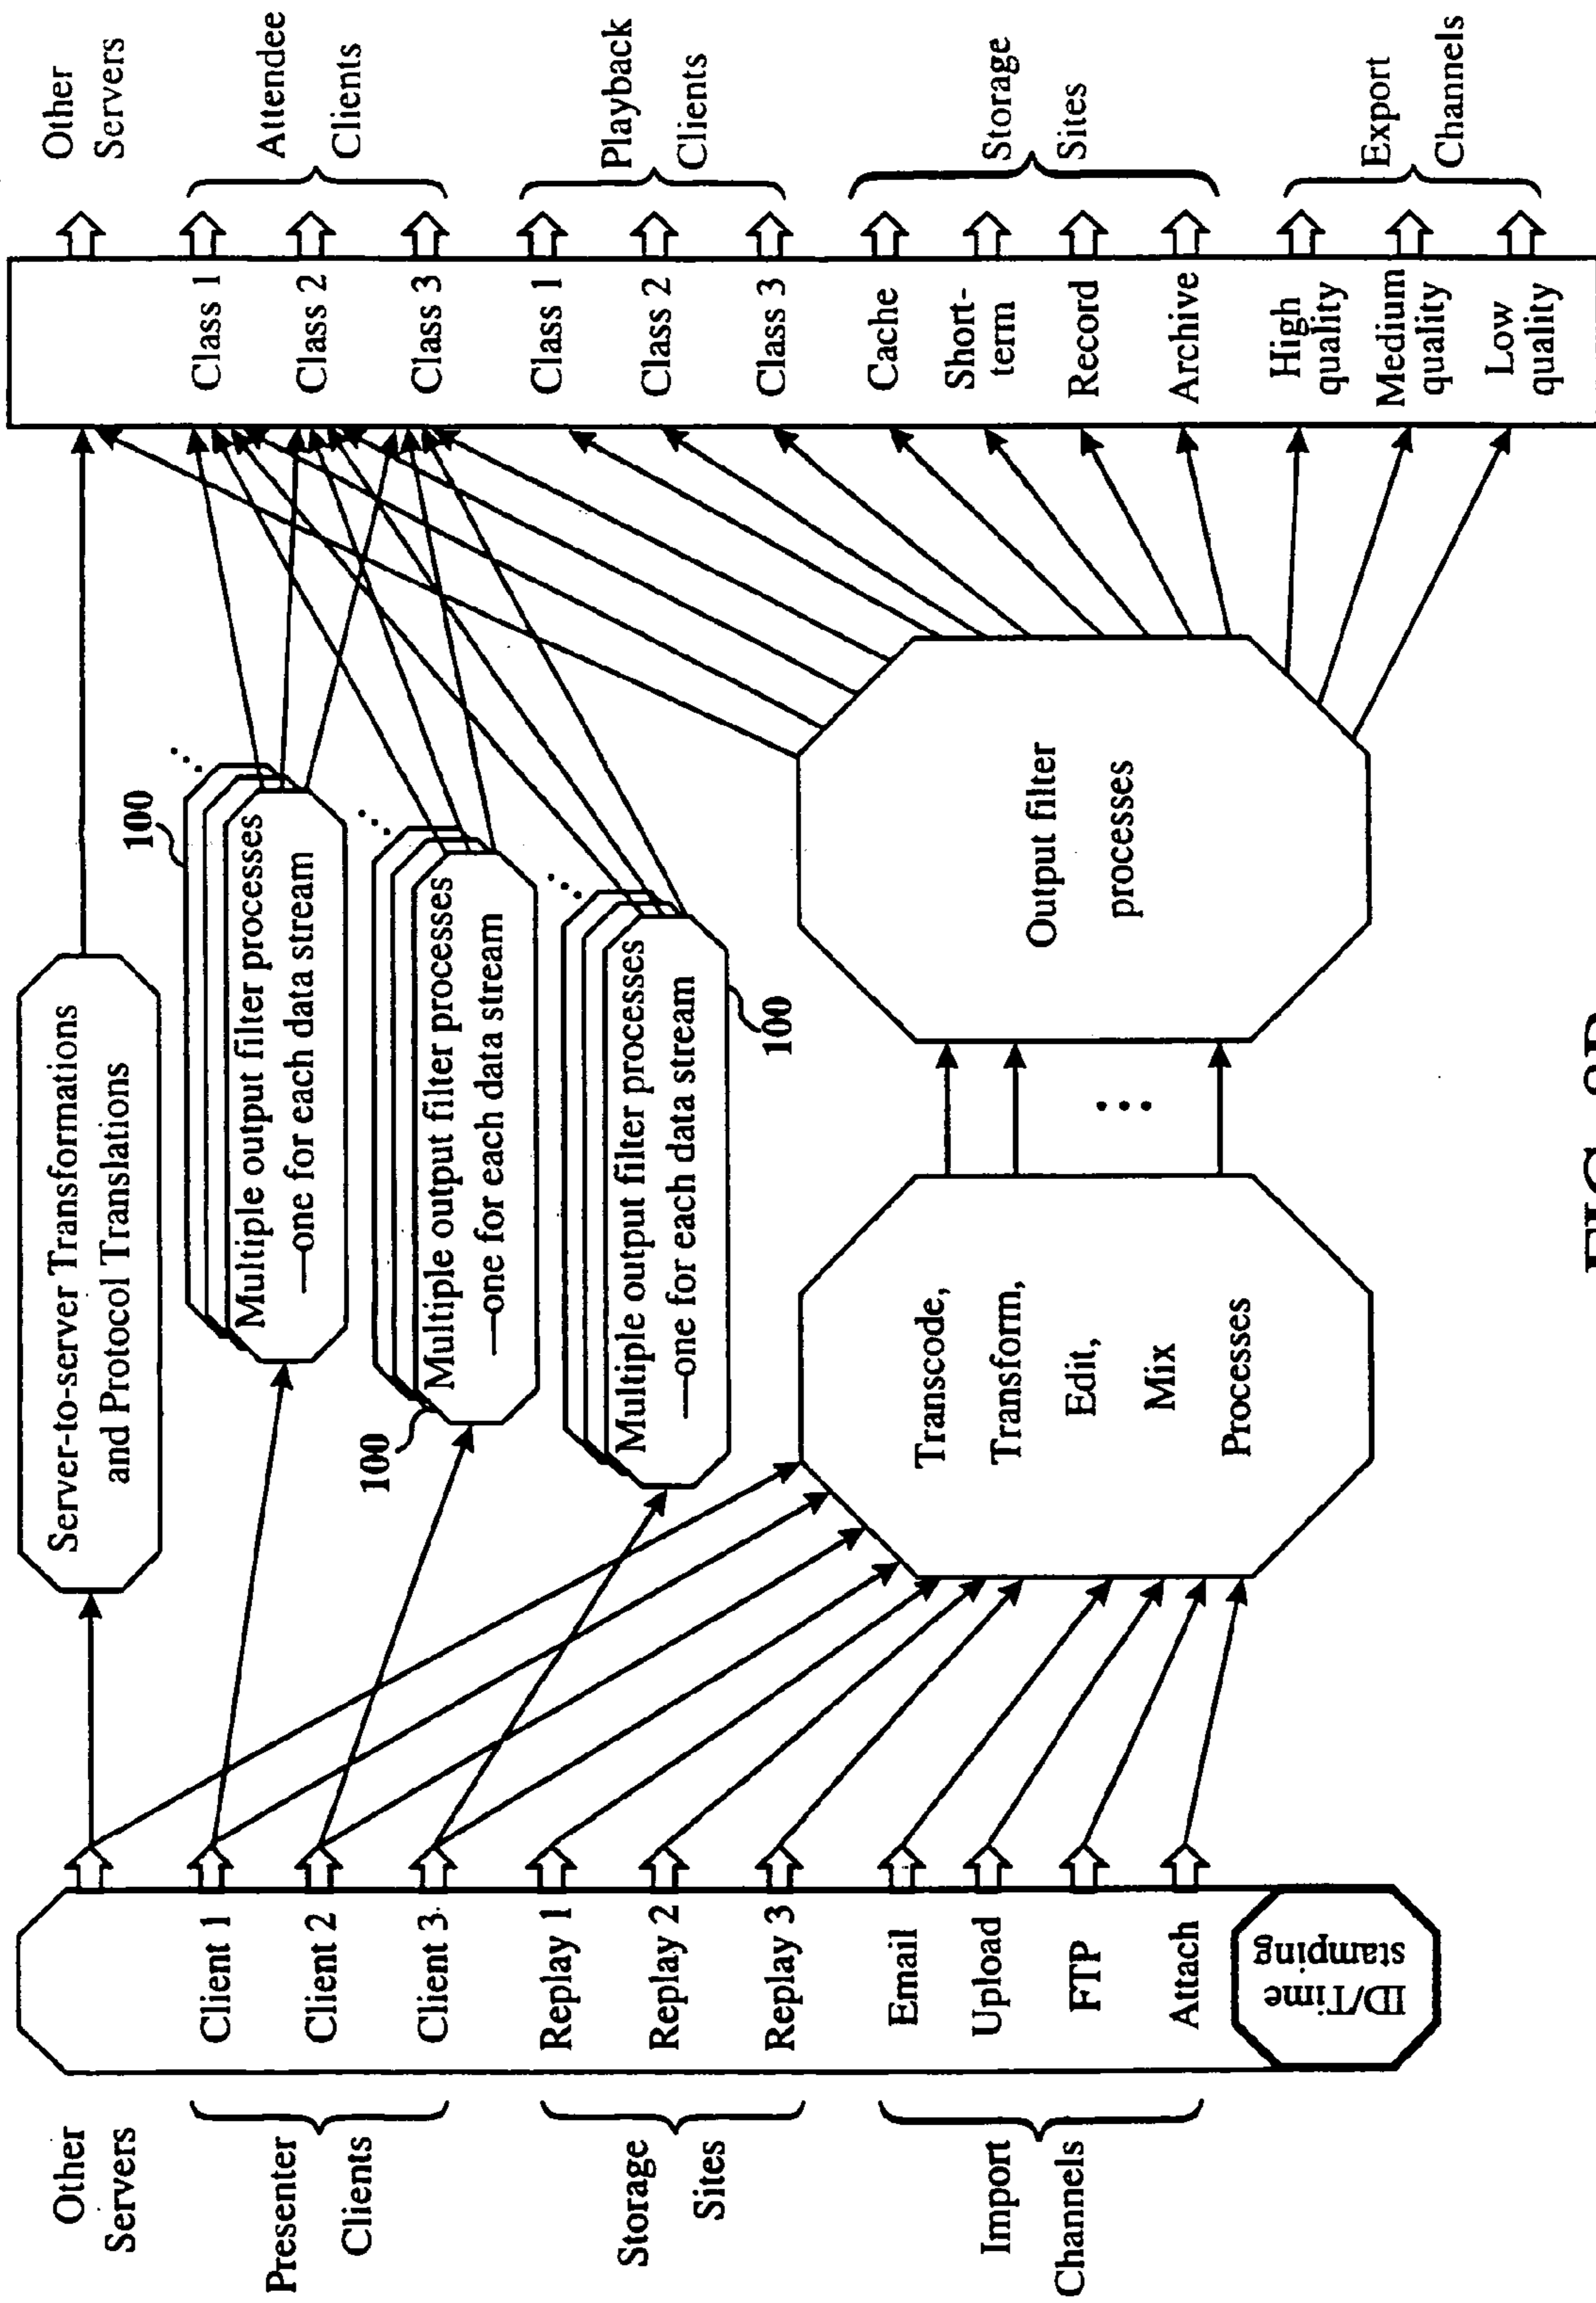 Other
Servers
Presenter
Clients
Storage
Sites
Import
Channels
Client 1
Client 2
Client 3
Replay 1
Replay 2
Replay 3
Email
Upload
FTP
Attach
ID/Time
stamping
Server-to-server Transformations
and Protocol Translations
100
Multiple output filter processes
—one for each data stream
100
Multiple output filter processes
—one for each data stream
Multiple output filter processes
—one for each data stream
100
Transcode,
Transform,
Edit,
Mix
Processes
Output filter
processes
Class 1
Class 2
Class 3
Class 1
Class 2
Class 3
Cache
Short-
term
Record
Archive
High
quality
Medium
quality
Low
quality
Other
Servers
Attendee
Clients
Playback
Clients
Storage
Sites
Export
Channels